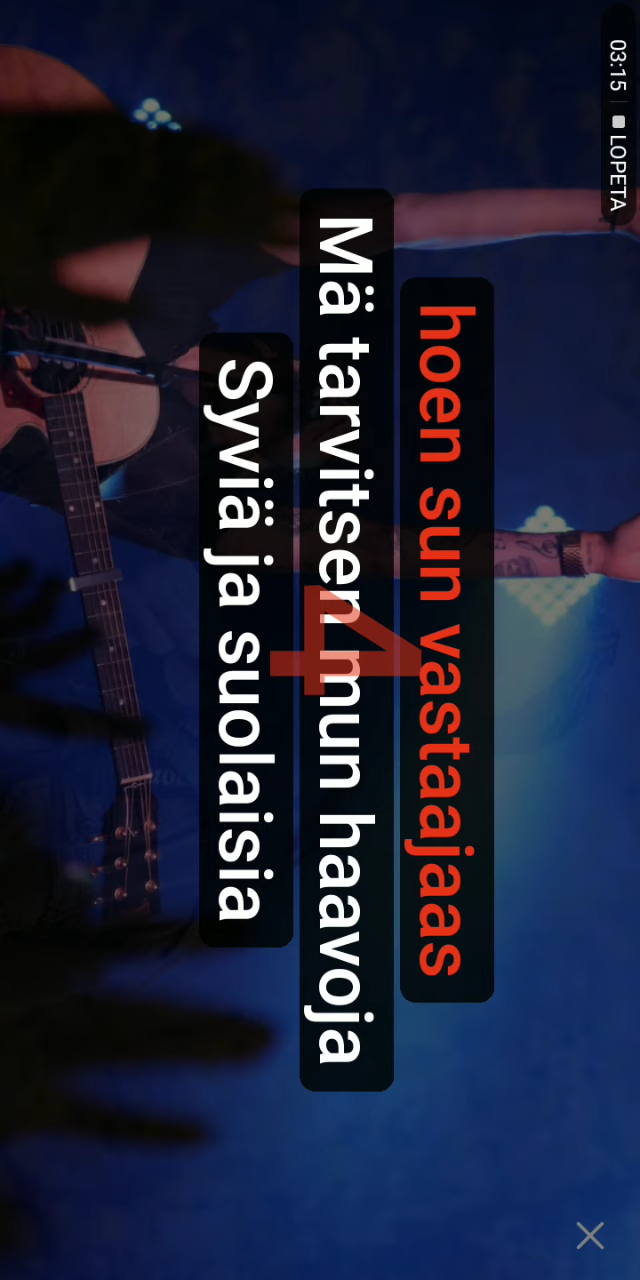 03:15 LOPETA
hoen sun vastaajaas
Mä tarvitsen mun haavoja
Syviä ja suolaisia
4